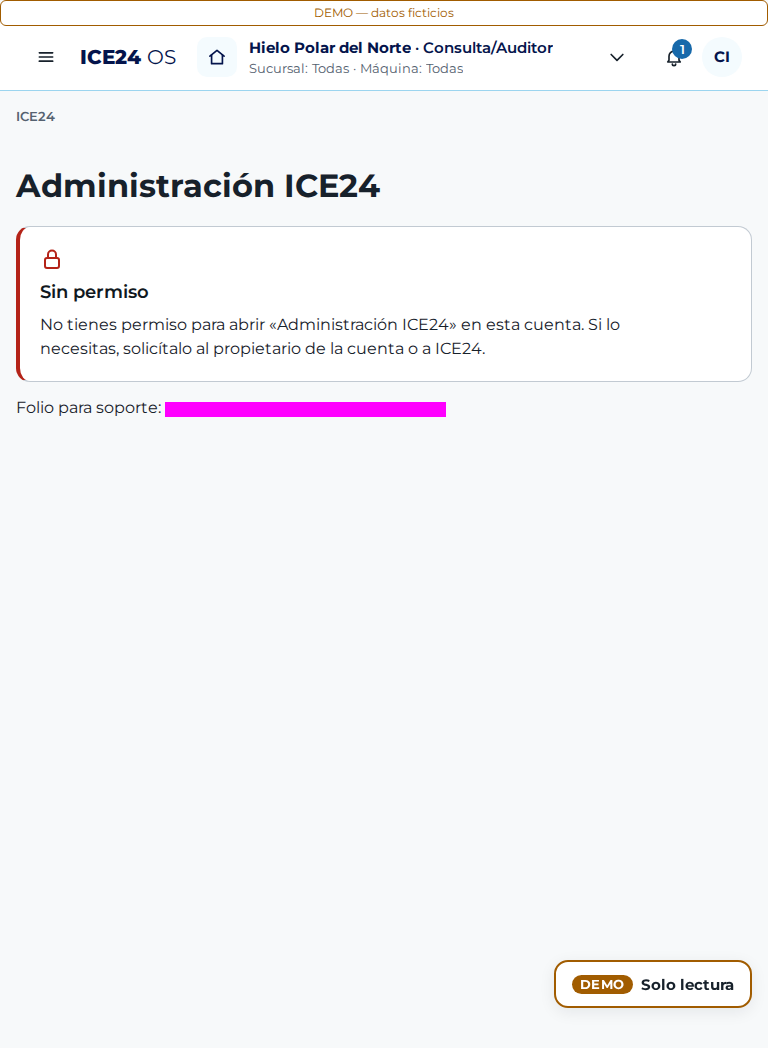 DEMO — datos ficticios
ICE24 OS
Hielo Polar del Norte · Consulta/Auditor
Sucursal: Todas · Máquina: Todas
1
CI
ICE24
Administración ICE24
Sin permiso
No tienes permiso para abrir «Administración ICE24» en esta cuenta. Si lo
necesitas, solicítalo al propietario de la cuenta o a ICE24.
Folio para soporte:
DEMO Solo lectura